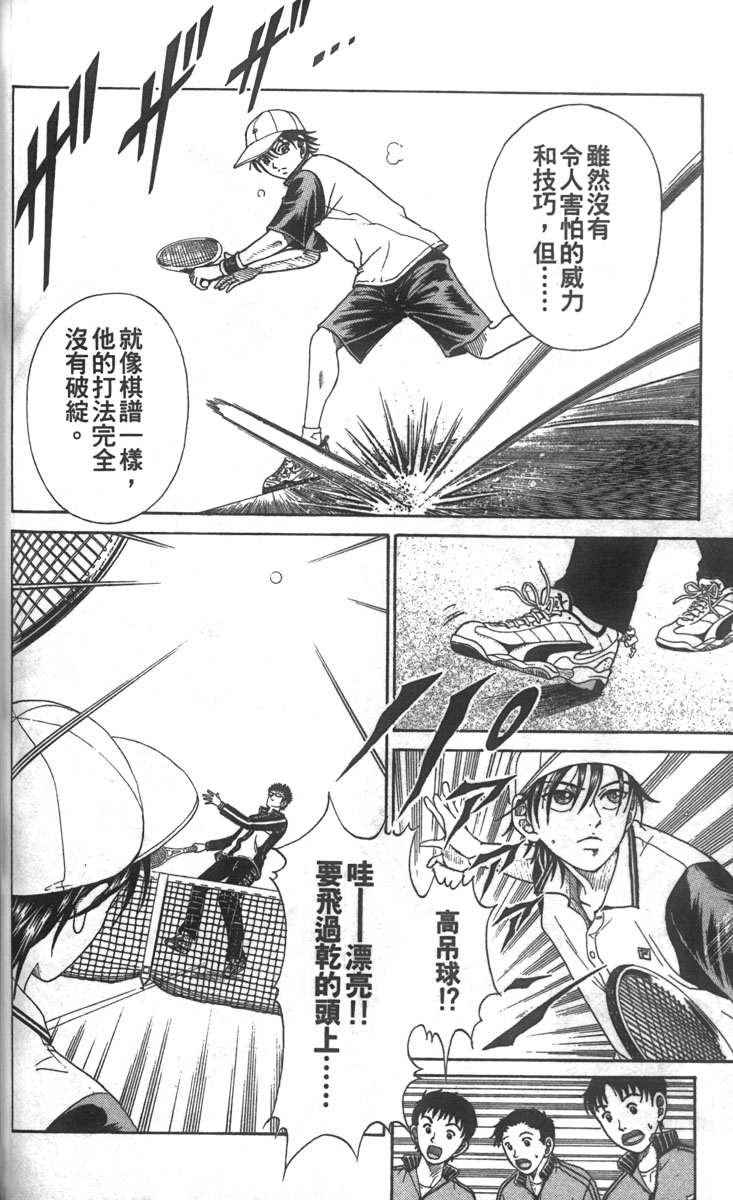 ザザザ…
雖然沒有
令人害怕的威力
和技巧，但……
就像棋譜一樣，
他的打法完全
沒有破綻。
パ
高吊球!?
哇——漂亮!!
要飛過乾的頭上……